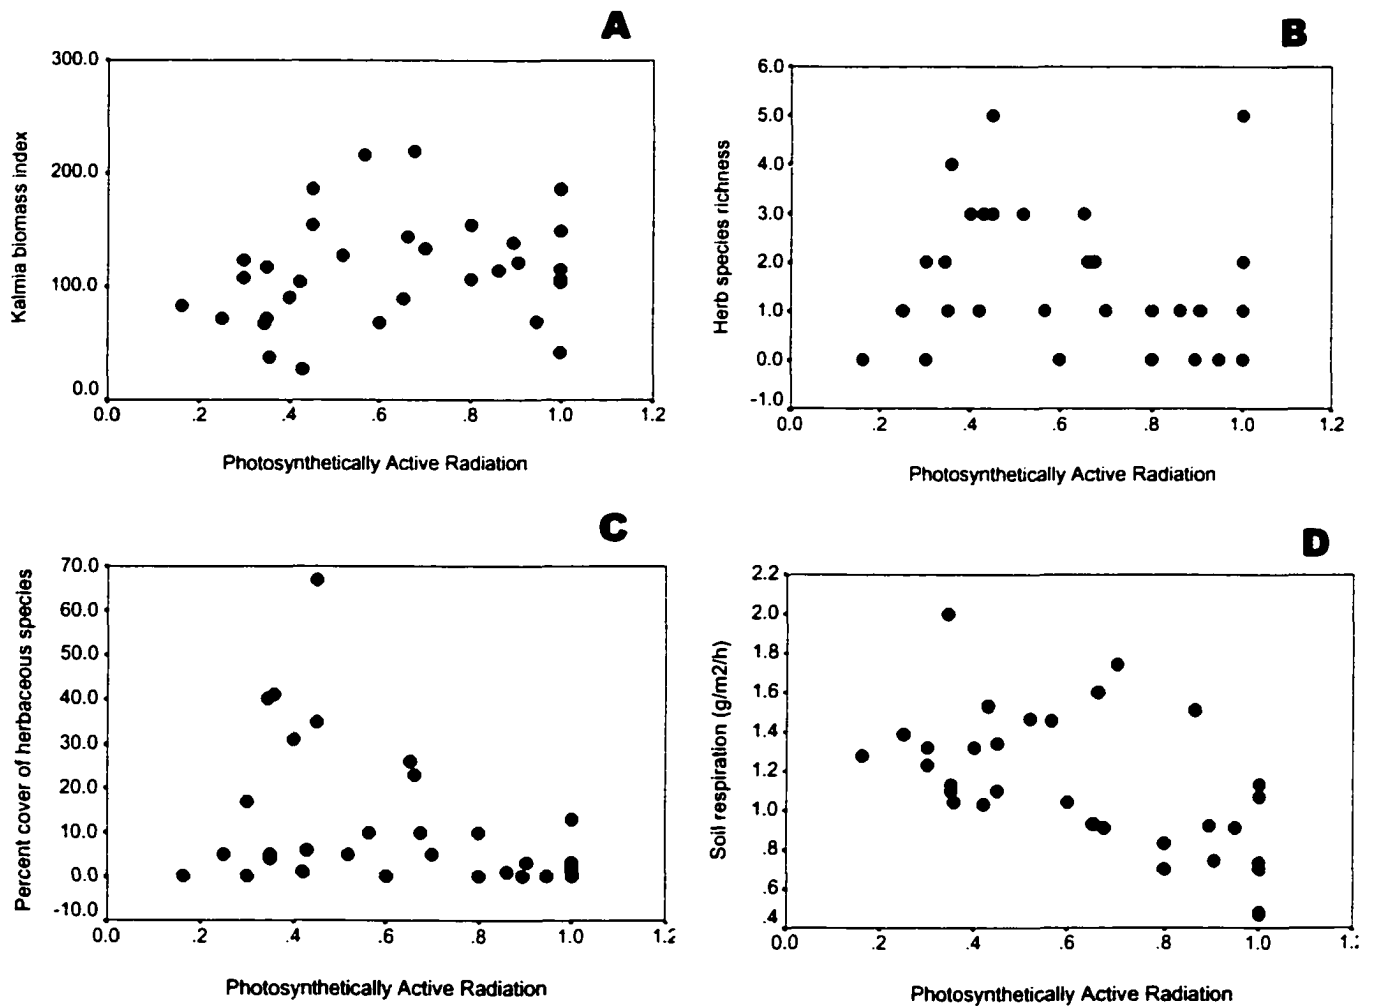 A
300.0
200.0
100.0
0.0
Kalmia biomass index
0.0 .2 .4 .6 .8 1.0 1.2
Photosynthetically Active Radiation
B
6.0
5.0
4.0
3.0
2.0
1.0
0.0
-1.0
Herb species richness
0.0 .2 .4 .6 .8 1.0 1.2
Photosynthetically Active Radiation
C
70.0
60.0
50.0
40.0
30.0
20.0
10.0
0.0
-10.0
Percent cover of herbaceous species
0.0 .2 .4 .6 .8 1.0
Photosynthetically Active Radiation
D
2.2
2.0
1.8
1.6
1.4
1.2
1.0
.8
.6
.4
Soil respiration (g/m2/h)
0.0 .2 .4 .6 .8 1.0
Photosynthetically Active Radiation